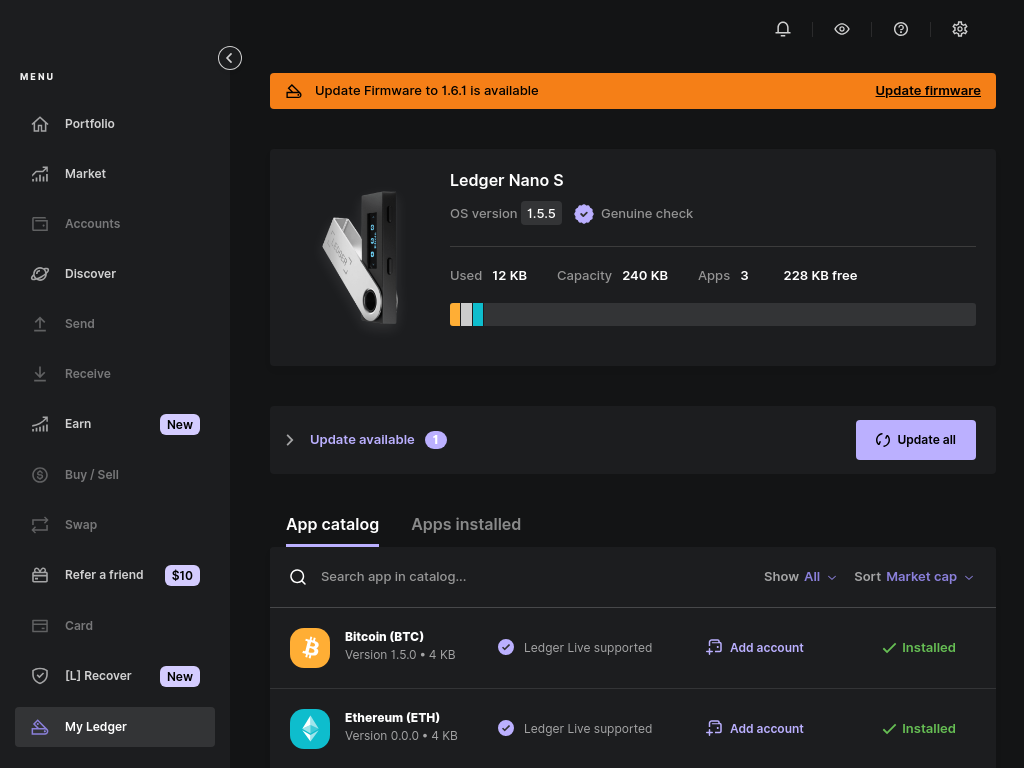 MENU
Portfolio
Market
Accounts
Discover
Send
Receive
Earn New
Buy / Sell
Swap
Refer a friend $10
Card
[L] Recover New
My Ledger
Update Firmware to 1.6.1 is available Update firmware
Ledger Nano S
OS version 1.5.5 Genuine check
Used 12 KB Capacity 240 KB Apps 3 228 KB free
Update available 1 Update all
App catalog Apps installed
Search app in catalog... Show All Sort Market cap
Bitcoin (BTC)
Version 1.5.0 • 4 KB
Ledger Live supported Add account Installed
Ethereum (ETH)
Version 0.0.0 • 4 KB
Ledger Live supported Add account Installed